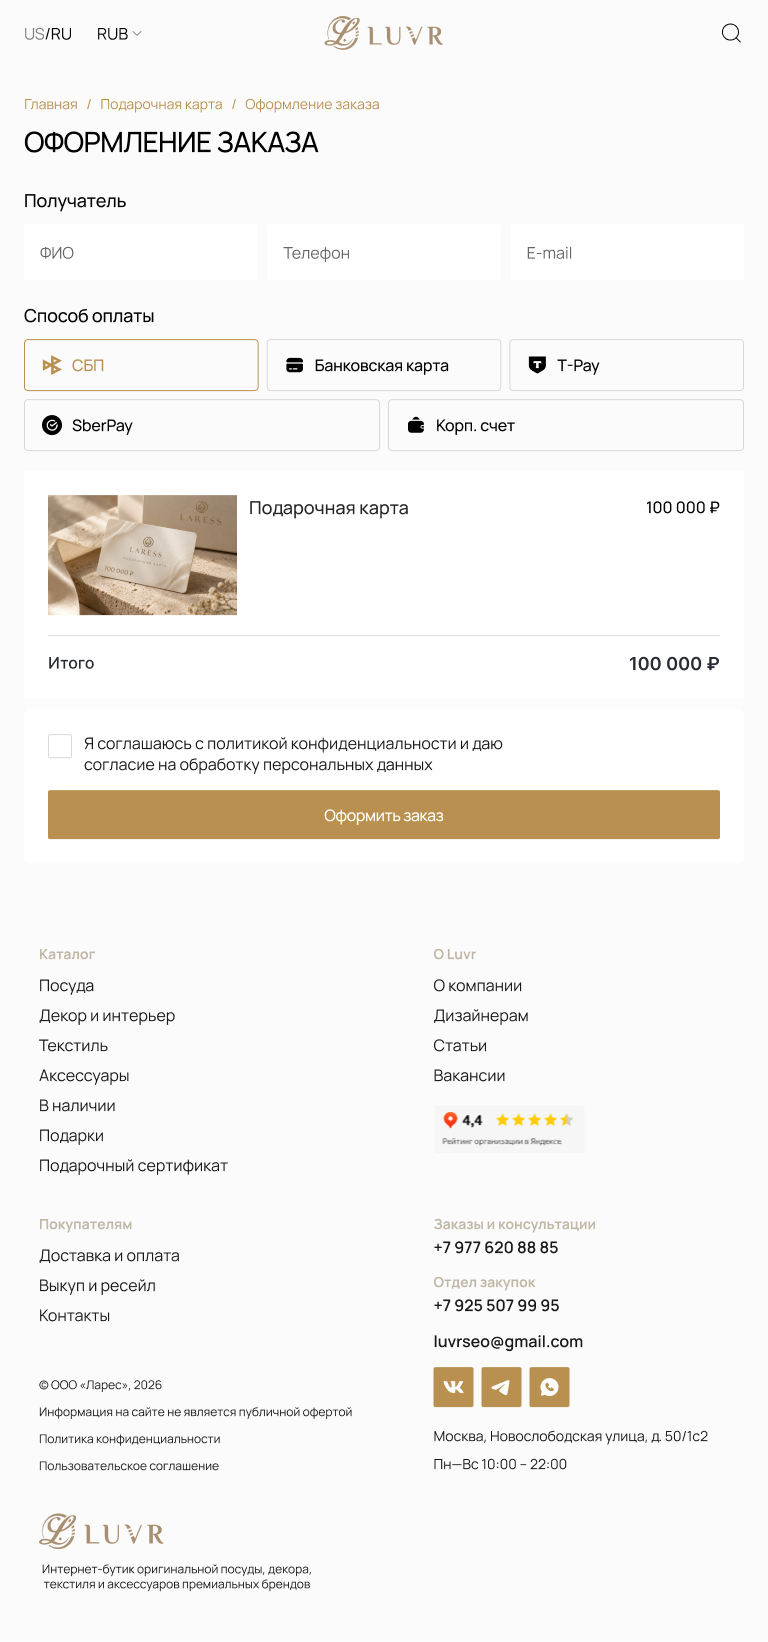 US/RU RUB
LUVR
Главная / Подарочная карта / Оформление заказа
ОФОРМЛЕНИЕ ЗАКАЗА
Получатель
ФИО Телефон E-mail
Способ оплаты
СБП Банковская карта T-Pay
SberPay Корп. счет
Подарочная карта 100 000 ₽
LARESS
LARESS
ПОДАРОЧНАЯ КАРТА
100 000 ₽
Итого 100 000 ₽
Я соглашаюсь с политикой конфиденциальности и даю
согласие на обработку персональных данных
Оформить заказ
Каталог
Посуда
Декор и интерьер
Текстиль
Аксессуары
В наличии
Подарки
Подарочный сертификат
О Luvr
О компании
Дизайнерам
Статьи
Вакансии
4,4
Рейтинг организации в Яндексе
Покупателям
Доставка и оплата
Выкуп и ресейл
Контакты
Заказы и консультации
+7 977 620 88 85
Отдел закупок
+7 925 507 99 95
luvrseo@gmail.com
© ООО «Ларес», 2026
Информация на сайте не является публичной офертой
Политика конфиденциальности
Пользовательское соглашение
Москва, Новослободская улица, д. 50/1с2
Пн—Вс 10:00 – 22:00
LUVR
Интернет-бутик оригинальной посуды, декора,
текстиля и аксессуаров премиальных брендов